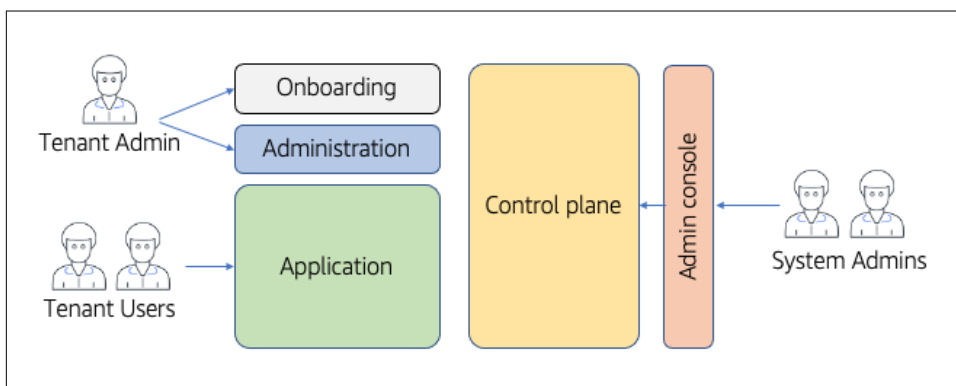 Onboarding
Tenant Admin
Administration
Control plane
Admin console
Application
System Admins
Tenant Users